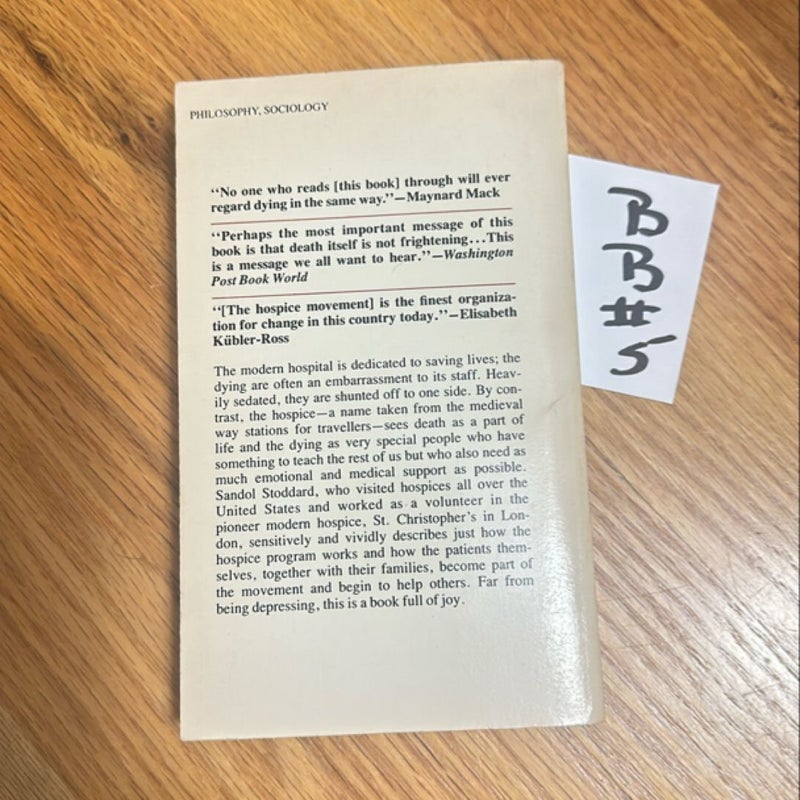 PHILOSOPHY, SOCIOLOGY
“No one who reads [this book] through will ever
regard dying in the same way.”—Maynard Mack
“Perhaps the most important message of this
book is that death itself is not frightening...This
is a message we all want to hear.”—Washington
Post Book World
“[The hospice movement] is the finest organiza-
tion for change in this country today.”—Elisabeth
Kübler-Ross
The modern hospital is dedicated to saving lives; the
dying are often an embarrassment to its staff. Heav-
ily sedated, they are shunted off to one side. By con-
trast, the hospice—a name taken from the medieval
way stations for travellers—sees death as a part of
life and the dying as very special people who have
something to teach the rest of us but who also need as
much emotional and medical support as possible.
Sandol Stoddard, who visited hospices all over the
United States and worked as a volunteer in the
pioneer modern hospice, St. Christopher's in Lon-
don, sensitively and vividly describes just how the
hospice program works and how the patients them-
selves, together with their families, become part of
the movement and begin to help others. Far from
being depressing, this is a book full of joy.
B
B
#
5